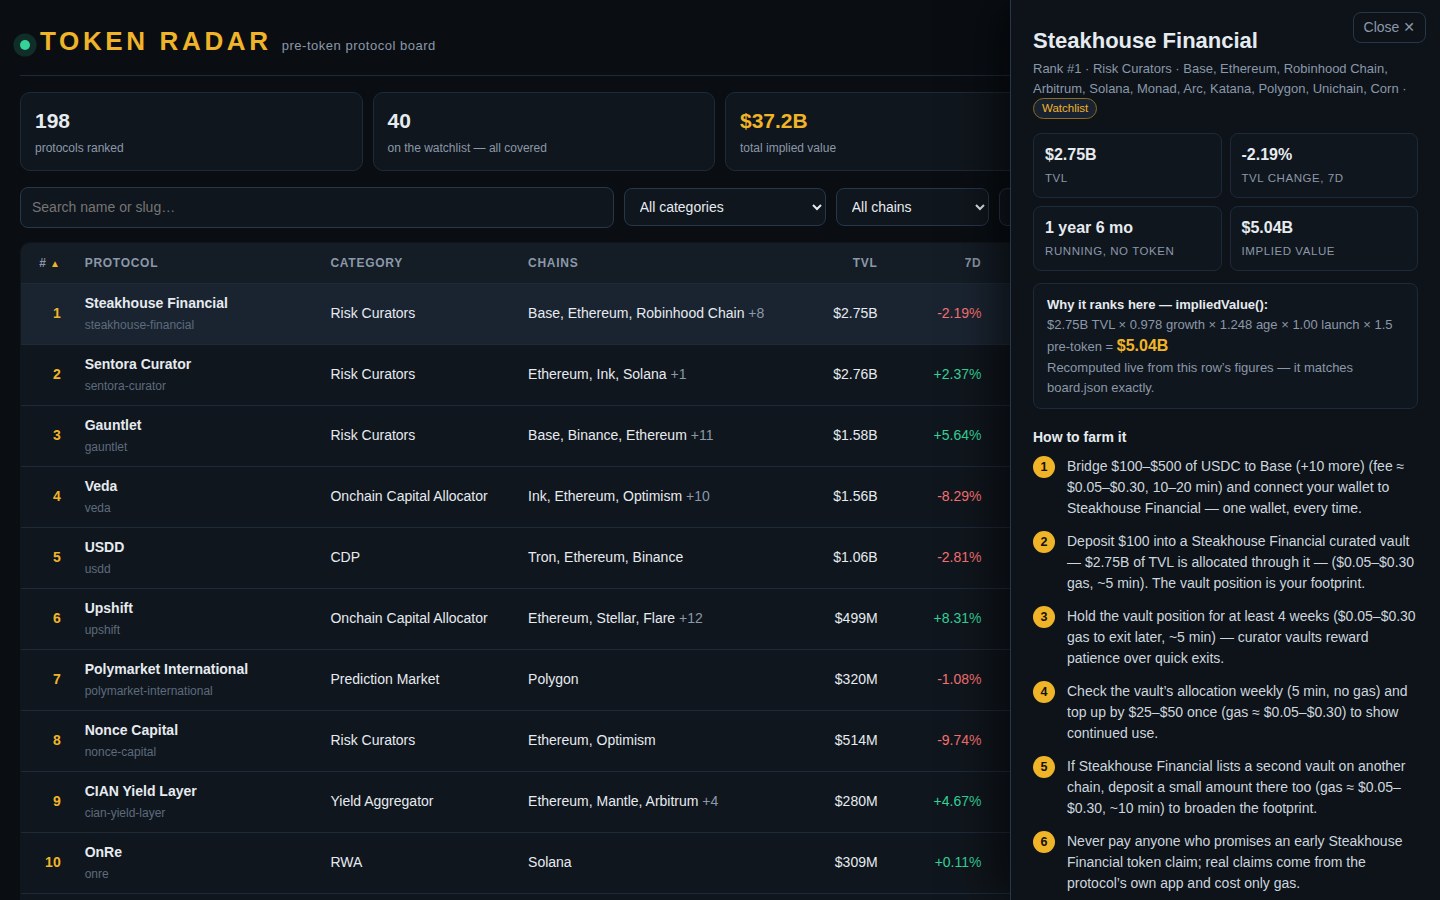 TOKEN RADAR pre-token protocol board
198
protocols ranked
40
on the watchlist — all covered
$37.2B
total implied value
Search name or slug…
All categories
All chains
# ▲ PROTOCOL CATEGORY CHAINS TVL 7D
1 Steakhouse Financial Risk Curators Base, Ethereum, Robinhood Chain +8 $2.75B -2.19%
steakhouse-financial
2 Sentora Curator Risk Curators Ethereum, Ink, Solana +1 $2.76B +2.37%
sentora-curator
3 Gauntlet Risk Curators Base, Binance, Ethereum +11 $1.58B +5.64%
gauntlet
4 Veda Onchain Capital Allocator Ink, Ethereum, Optimism +10 $1.56B -8.29%
veda
5 USDD CDP Tron, Ethereum, Binance $1.06B -2.81%
usdd
6 Upshift Onchain Capital Allocator Ethereum, Stellar, Flare +12 $499M +8.31%
upshift
7 Polymarket International Prediction Market Polygon $320M -1.08%
polymarket-international
8 Nonce Capital Risk Curators Ethereum, Optimism $514M -9.74%
nonce-capital
9 CIAN Yield Layer Yield Aggregator Ethereum, Mantle, Arbitrum +4 $280M +4.67%
cian-yield-layer
10 OnRe RWA Solana $309M +0.11%
onre
Close ✕
Steakhouse Financial
Rank #1 · Risk Curators · Base, Ethereum, Robinhood Chain,
Arbitrum, Solana, Monad, Arc, Katana, Polygon, Unichain, Corn ·
Watchlist
$2.75B
TVL
-2.19%
TVL CHANGE, 7D
1 year 6 mo
RUNNING, NO TOKEN
$5.04B
IMPLIED VALUE
Why it ranks here — impliedValue():
$2.75B TVL × 0.978 growth × 1.248 age × 1.00 launch × 1.5
pre-token = $5.04B
Recomputed live from this row's figures — it matches
board.json exactly.
How to farm it
1 Bridge $100–$500 of USDC to Base (+10 more) (fee ≈
$0.05–$0.30, 10–20 min) and connect your wallet to
Steakhouse Financial — one wallet, every time.
2 Deposit $100 into a Steakhouse Financial curated vault
— $2.75B of TVL is allocated through it — ($0.05–$0.30
gas, ~5 min). The vault position is your footprint.
3 Hold the vault position for at least 4 weeks ($0.05–$0.30
gas to exit later, ~5 min) — curator vaults reward
patience over quick exits.
4 Check the vault's allocation weekly (5 min, no gas) and
top up by $25–$50 once (gas ≈ $0.05–$0.30) to show
continued use.
5 If Steakhouse Financial lists a second vault on another
chain, deposit a small amount there too (gas ≈ $0.05–
$0.30, ~10 min) to broaden the footprint.
6 Never pay anyone who promises an early Steakhouse
Financial token claim; real claims come from the
protocol's own app and cost only gas.